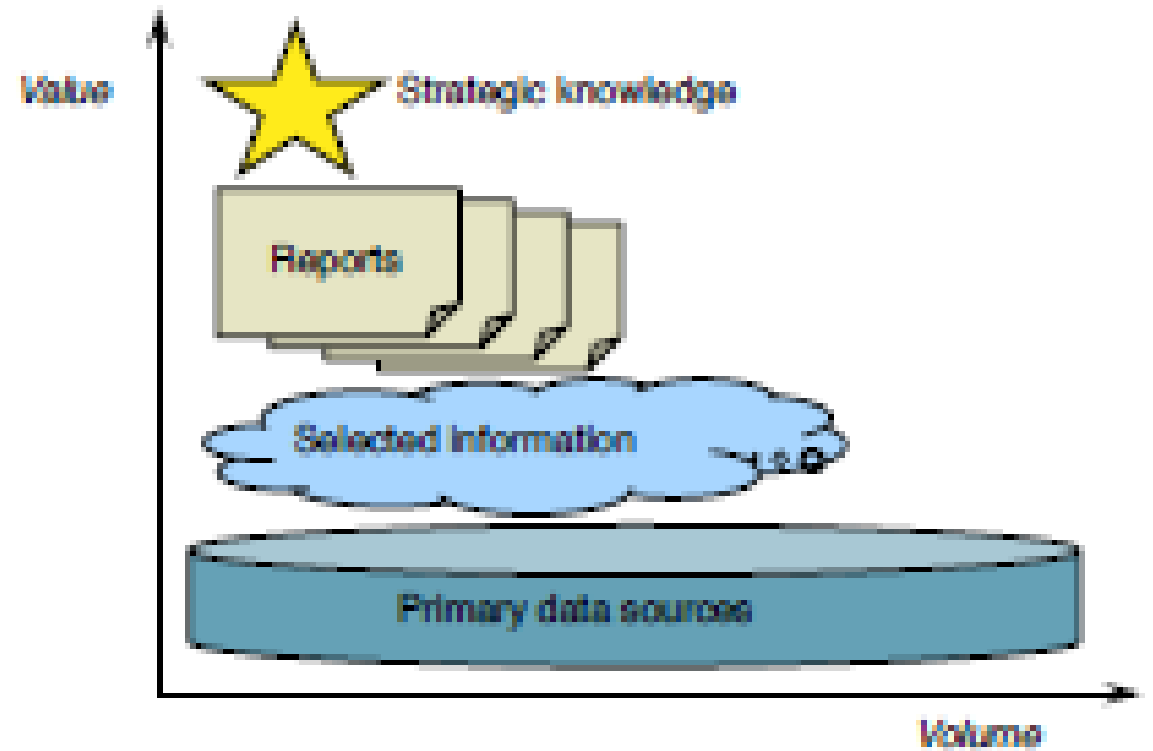 Value
Strategic knowledge
Reports
Selected information
Primary data sources
Volume